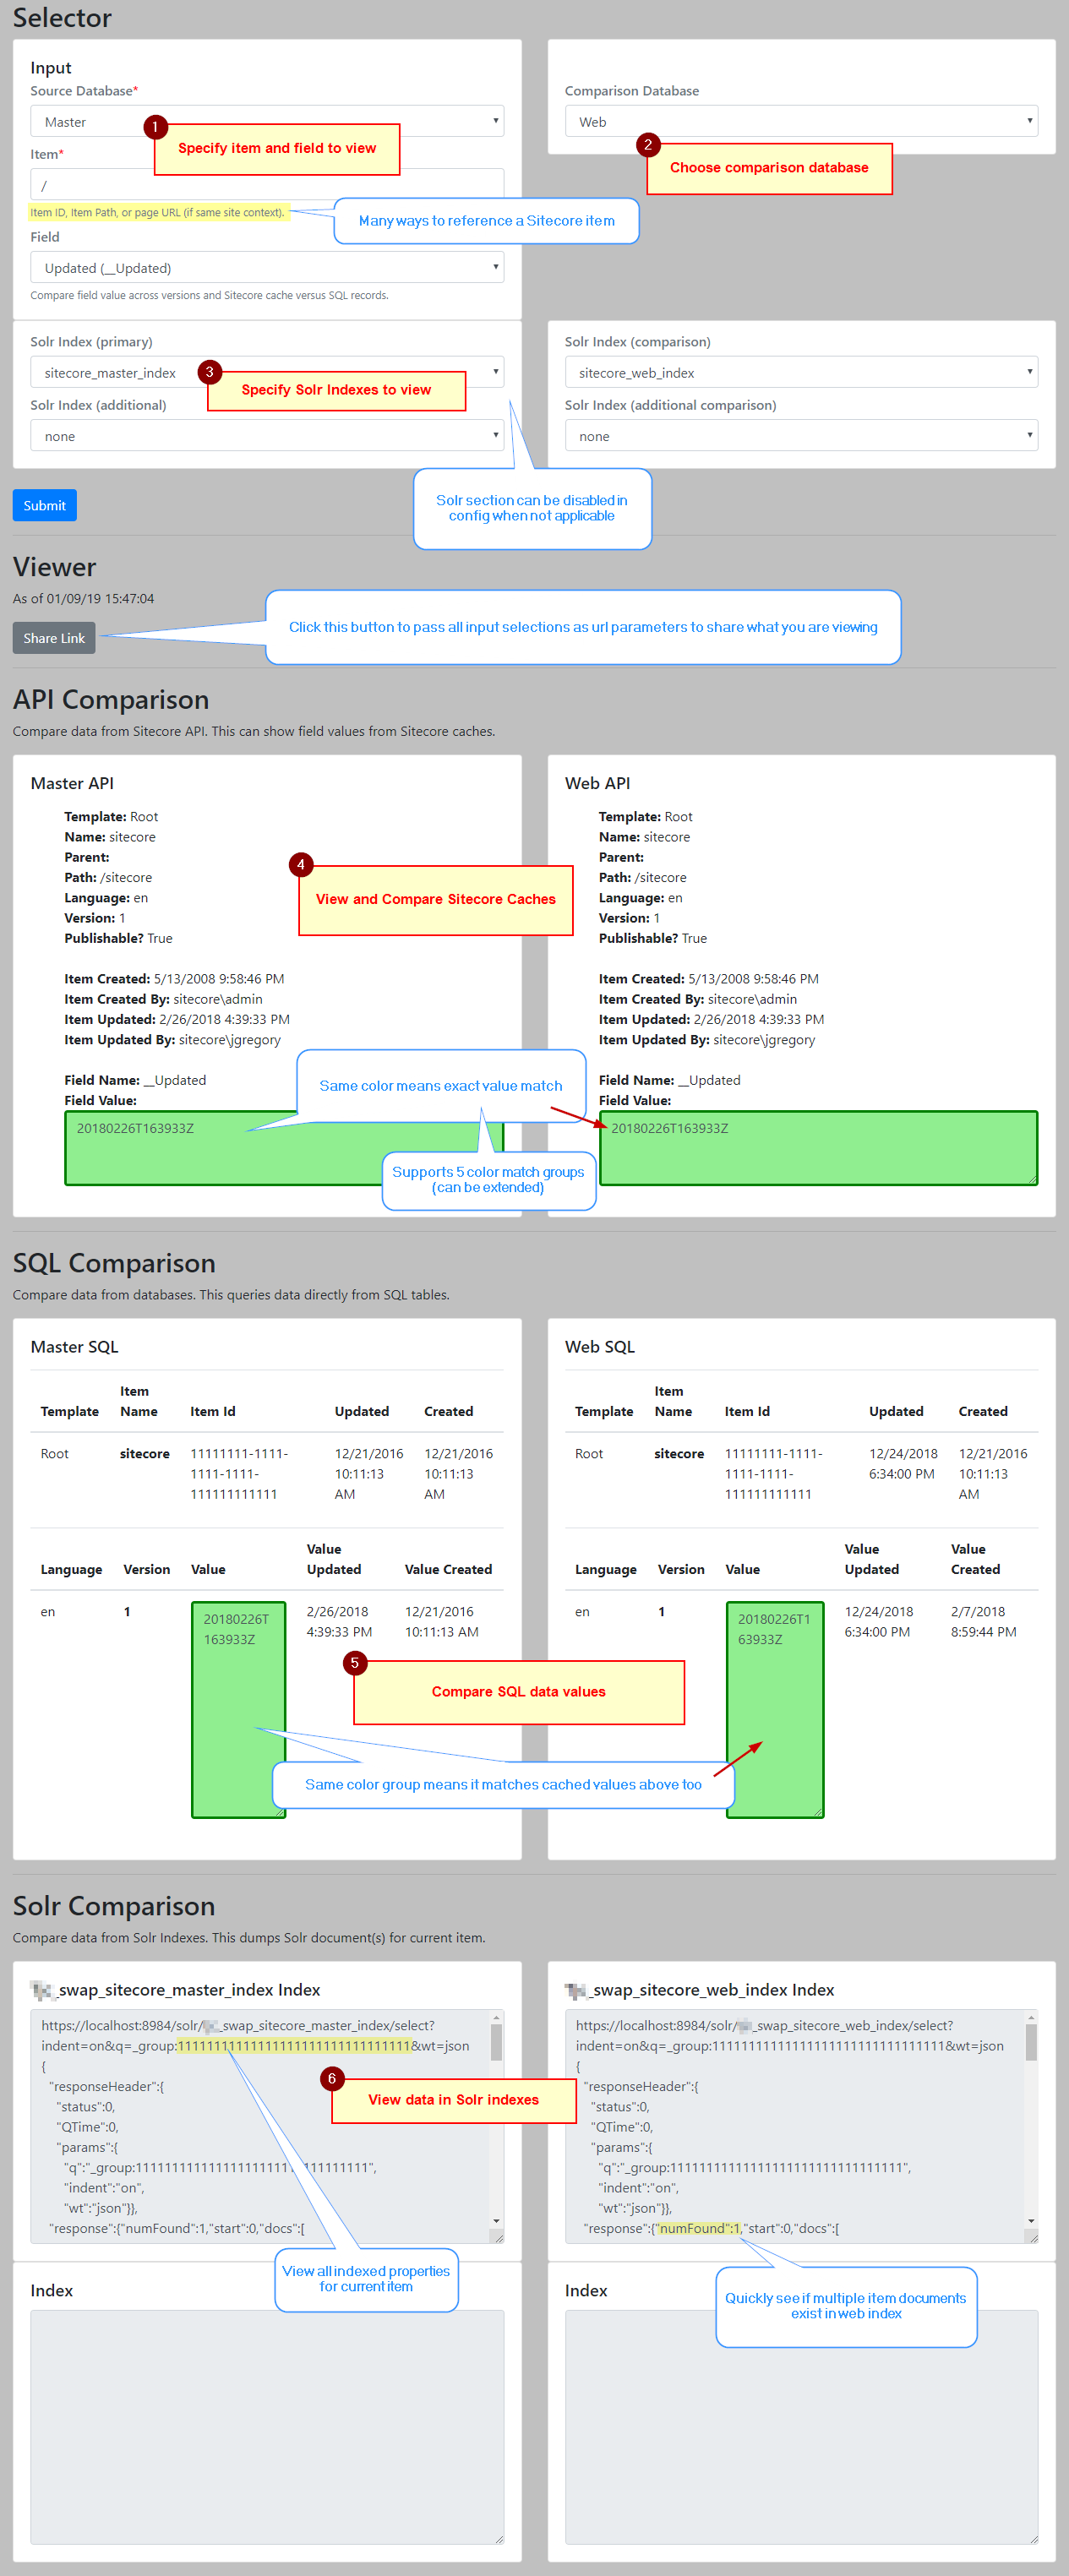 Selector
Input
Source Database*
Master
1
Specify item and field to view
Item*
/
Item ID, Item Path, or page URL (if same site context).
Many ways to reference a Sitecore item
Field
Updated (__Updated)
Compare field value across versions and Sitecore cache versus SQL records.
Comparison Database
Web
2
Choose comparison database
Solr Index (primary)
sitecore_master_index
3
Specify Solr Indexes to view
Solr Index (additional)
none
Solr Index (comparison)
sitecore_web_index
Solr Index (additional comparison)
none
Solr section can be disabled in
config when not applicable
Submit
Viewer
As of 01/09/19 15:47:04
Share Link
Click this button to pass all input selections as url parameters to share what you are viewing
API Comparison
Compare data from Sitecore API. This can show field values from Sitecore caches.
Master API
Template: Root
Name: sitecore
Parent:
Path: /sitecore
Language: en
Version: 1
Publishable? True
Item Created: 5/13/2008 9:58:46 PM
Item Created By: sitecore\admin
Item Updated: 2/26/2018 4:39:33 PM
Item Updated By: sitecore\jgregory
Field Name: __Updated
Field Value:
20180226T163933Z
4
View and Compare Sitecore Caches
Web API
Template: Root
Name: sitecore
Parent:
Path: /sitecore
Language: en
Version: 1
Publishable? True
Item Created: 5/13/2008 9:58:46 PM
Item Created By: sitecore\admin
Item Updated: 2/26/2018 4:39:33 PM
Item Updated By: sitecore\jgregory
Field Name: __Updated
Field Value:
20180226T163933Z
Same color means exact value match
Supports 5 color match groups
(can be extended)
SQL Comparison
Compare data from databases. This queries data directly from SQL tables.
Master SQL
Template Item Name Item Id Updated Created
Root sitecore 11111111-1111-
1111-1111-
111111111111
12/21/2016
10:11:13
AM
12/21/2016
10:11:13
AM
Language Version Value Value Updated Value Created
en 1
20180226T
163933Z
2/26/2018
4:39:33 PM
12/21/2016
10:11:13 AM
Web SQL
Template Item Name Item Id Updated Created
Root sitecore 11111111-1111-
1111-1111-
111111111111
12/24/2018
6:34:00 PM
12/21/2016
10:11:13
AM
Language Version Value Value Updated Value Created
en 1
20180226T1
63933Z
12/24/2018
6:34:00 PM
2/7/2018
8:59:44 PM
5
Compare SQL data values
Same color group means it matches cached values above too
Solr Comparison
Compare data from Solr Indexes. This dumps Solr document(s) for current item.
_swap_sitecore_master_index Index
https://localhost:8984/solr/ _swap_sitecore_master_index/select?
indent=on&q=_group:11111111111111111111111111111111&wt=json
{
"responseHeader":{
"status":0,
"QTime":0,
"params":{
"q":"_group:11111111111111111111111111111111",
"indent":"on",
"wt":"json"}},
"response":{"numFound":1,"start":0,"docs":[
6
View data in Solr indexes
View all indexed properties
for current item
Index
_swap_sitecore_web_index Index
https://localhost:8984/solr/ _swap_sitecore_web_index/select?
indent=on&q=_group:11111111111111111111111111111111&wt=json
{
"responseHeader":{
"status":0,
"QTime":0,
"params":{
"q":"_group:11111111111111111111111111111111",
"indent":"on",
"wt":"json"}},
"response":{"numFound":1,"start":0,"docs":[
Quickly see if multiple item documents
exist in web index
Index